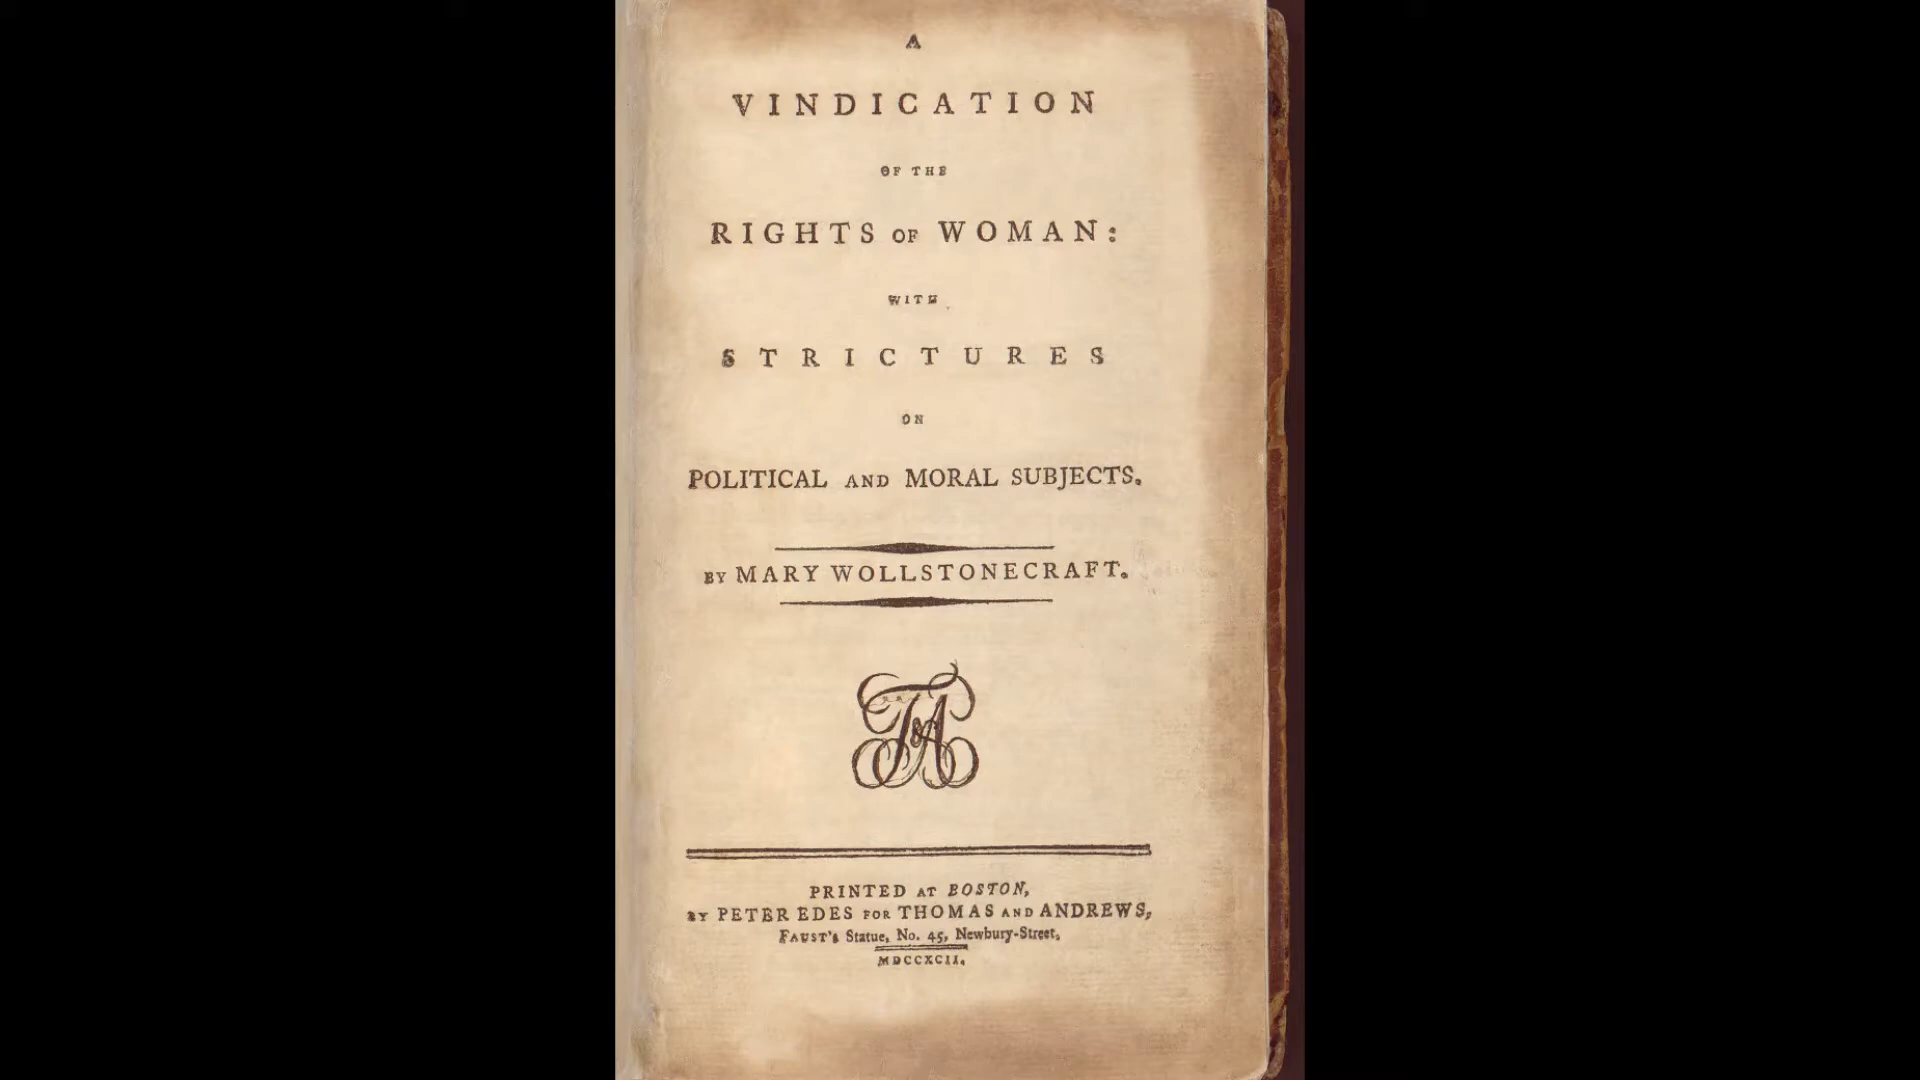 A
VINDICATION
OF THE
RIGHTS OF WOMAN:
WITH
STRICTURES
ON
POLITICAL AND MORAL SUBJECTS.
BY MARY WOLLSTONECRAFT.
T&A
PRINTED AT BOSTON,
BY PETER EDES FOR THOMAS AND ANDREWS,
FAUST's Statue, No. 45, Newbury-Street,
MDCCXCII.